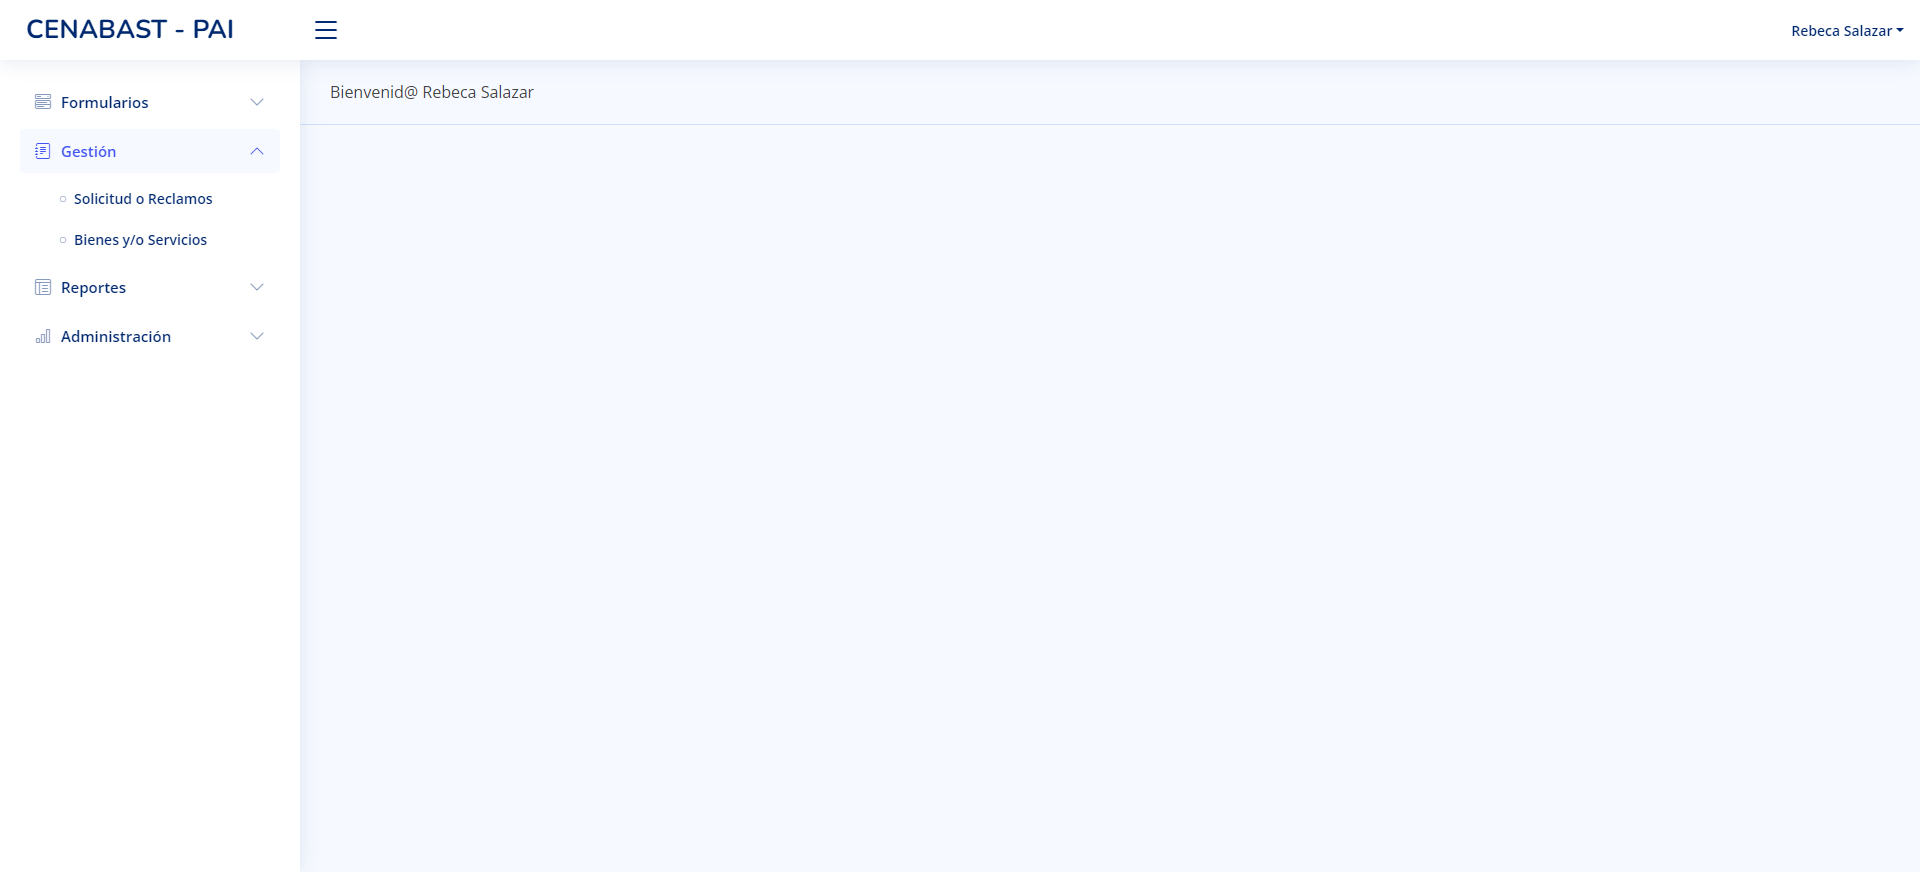 CENABAST - PAI
Rebeca Salazar
Formularios
Gestión
Solicitud o Reclamos
Bienes y/o Servicios
Reportes
Administración
Bienvenid@ Rebeca Salazar